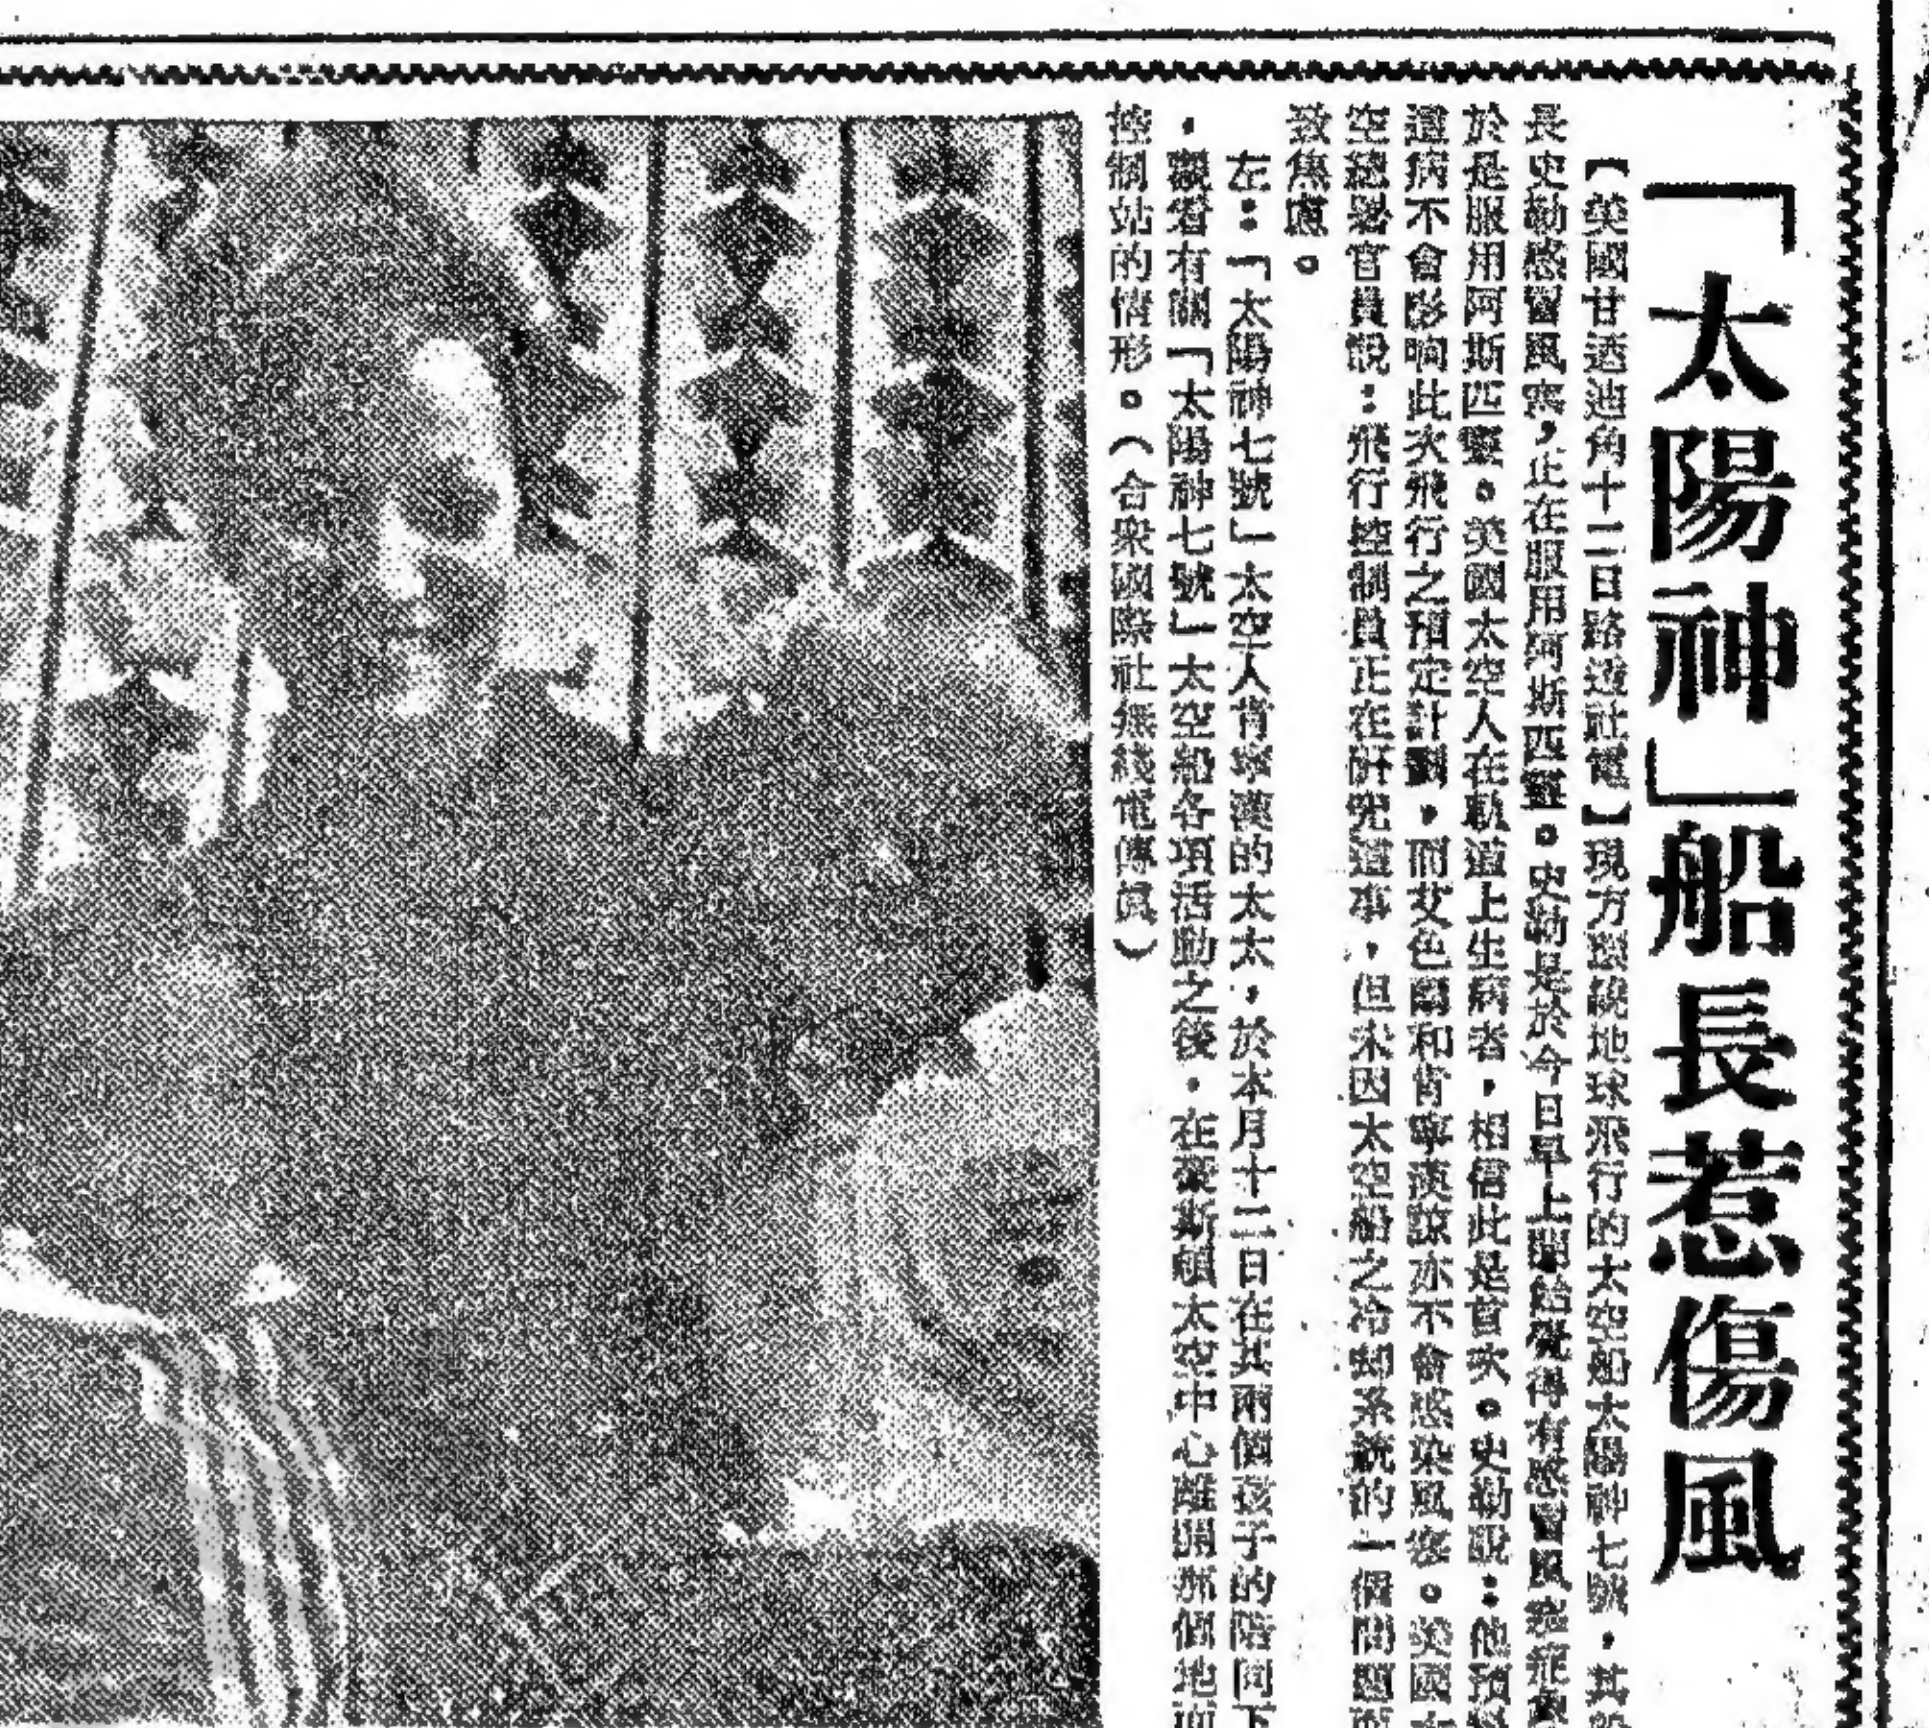 「太陽神」船長惹傷風
【美國甘迺迪角十二日路透社電】現方環繞地球飛行的太空船太陽神七號，其船
長史勒感冒風寒，正在服用阿斯匹靈。史勒是於今日早上開始覺得有感冒風寒症
於是服用阿斯匹靈。美國太空人在軌道上生病者，相信此是首次。史勒說：他預
這病不會影响此次飛行之預定計劃，而艾色爾和肯寧漢該亦不會感染風寒。美國
空總署官員說：飛行控制員正在研究這事，但未因太空船之冷却系統的一個問題
致焦慮。
左：「太陽神七號」太空人肯寧漢的太太，於本月十二日在其兩個孩子的陪同下
，觀看有關「太陽神七號」太空船各項活動之後，在豪斯頓太空中心離開那個地面
控制站的情形。（合衆國際社無綫電傳眞）